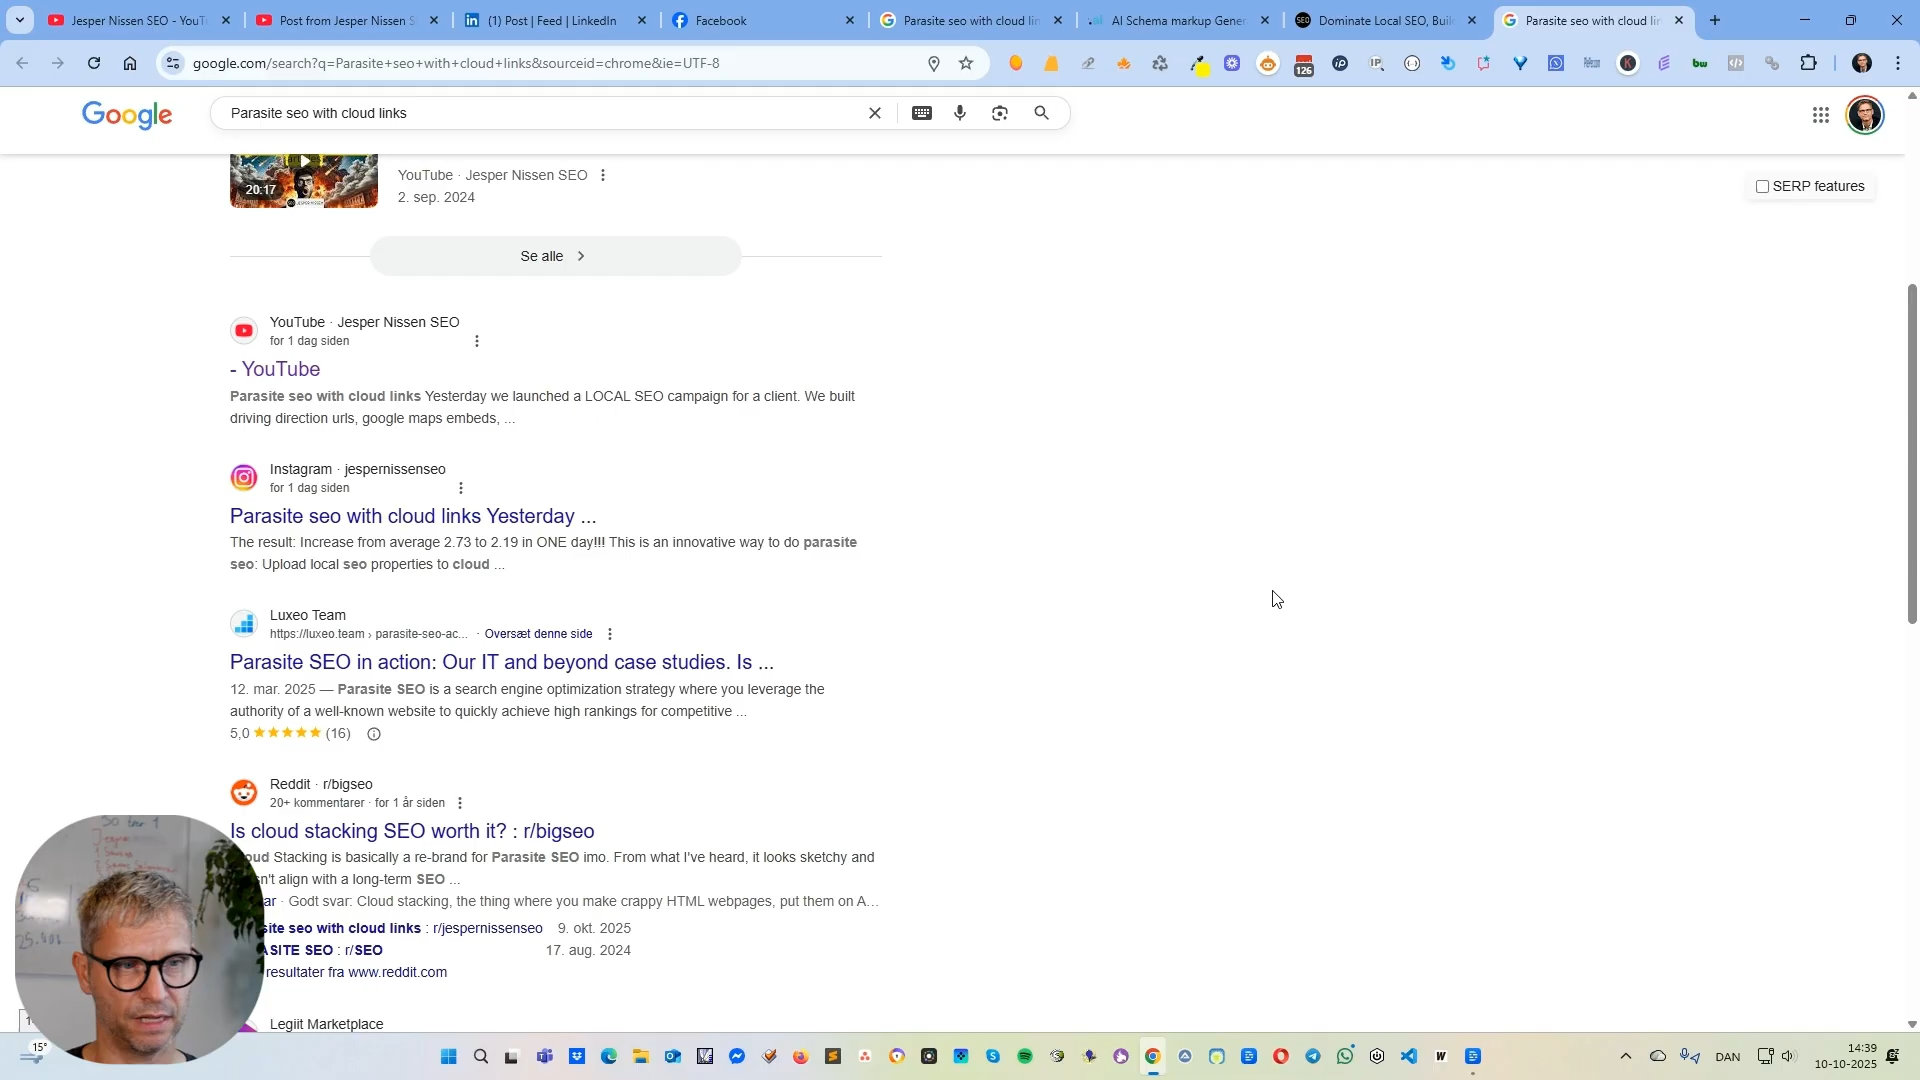 Jesper Nissen SEO - YouT
Post from Jesper Nissen S
(1) Post | Feed | LinkedIn
Facebook
Parasite seo with cloud lin
AI Schema markup Gener
Dominate Local SEO, Buil
Parasite seo with cloud lin
google.com/search?q=Parasite+seo+with+cloud+links&sourceid=chrome&ie=UTF-8
126
Google
Parasite seo with cloud links
SERP features
20:17
YouTube · Jesper Nissen SEO
2. sep. 2024
Se alle
YouTube · Jesper Nissen SEO
for 1 dag siden
- YouTube
Parasite seo with cloud links Yesterday we launched a LOCAL SEO campaign for a client. We built
driving direction urls, google maps embeds, ...
Instagram · jespernissenseo
for 1 dag siden
Parasite seo with cloud links Yesterday ...
The result: Increase from average 2.73 to 2.19 in ONE day!!! This is an innovative way to do parasite
seo: Upload local seo properties to cloud ...
Luxeo Team
https://luxeo.team › parasite-seo-ac... · Oversæt denne side
Parasite SEO in action: Our IT and beyond case studies. Is ...
12. mar. 2025 — Parasite SEO is a search engine optimization strategy where you leverage the
authority of a well-known website to quickly achieve high rankings for competitive ...
5,0 ★★★★★ (16)
Reddit · r/bigseo
20+ kommentarer · for 1 år siden
Is cloud stacking SEO worth it? : r/bigseo
oud Stacking is basically a re-brand for Parasite SEO imo. From what I've heard, it looks sketchy and
n't align with a long-term SEO ...
ar · Godt svar: Cloud stacking, the thing where you make crappy HTML webpages, put them on A...
site seo with cloud links : r/jespernissenseo 9. okt. 2025
ASITE SEO : r/SEO 17. aug. 2024
resultater fra www.reddit.com
Legiit Marketplace
15°
DAN
14:39
10-10-2025